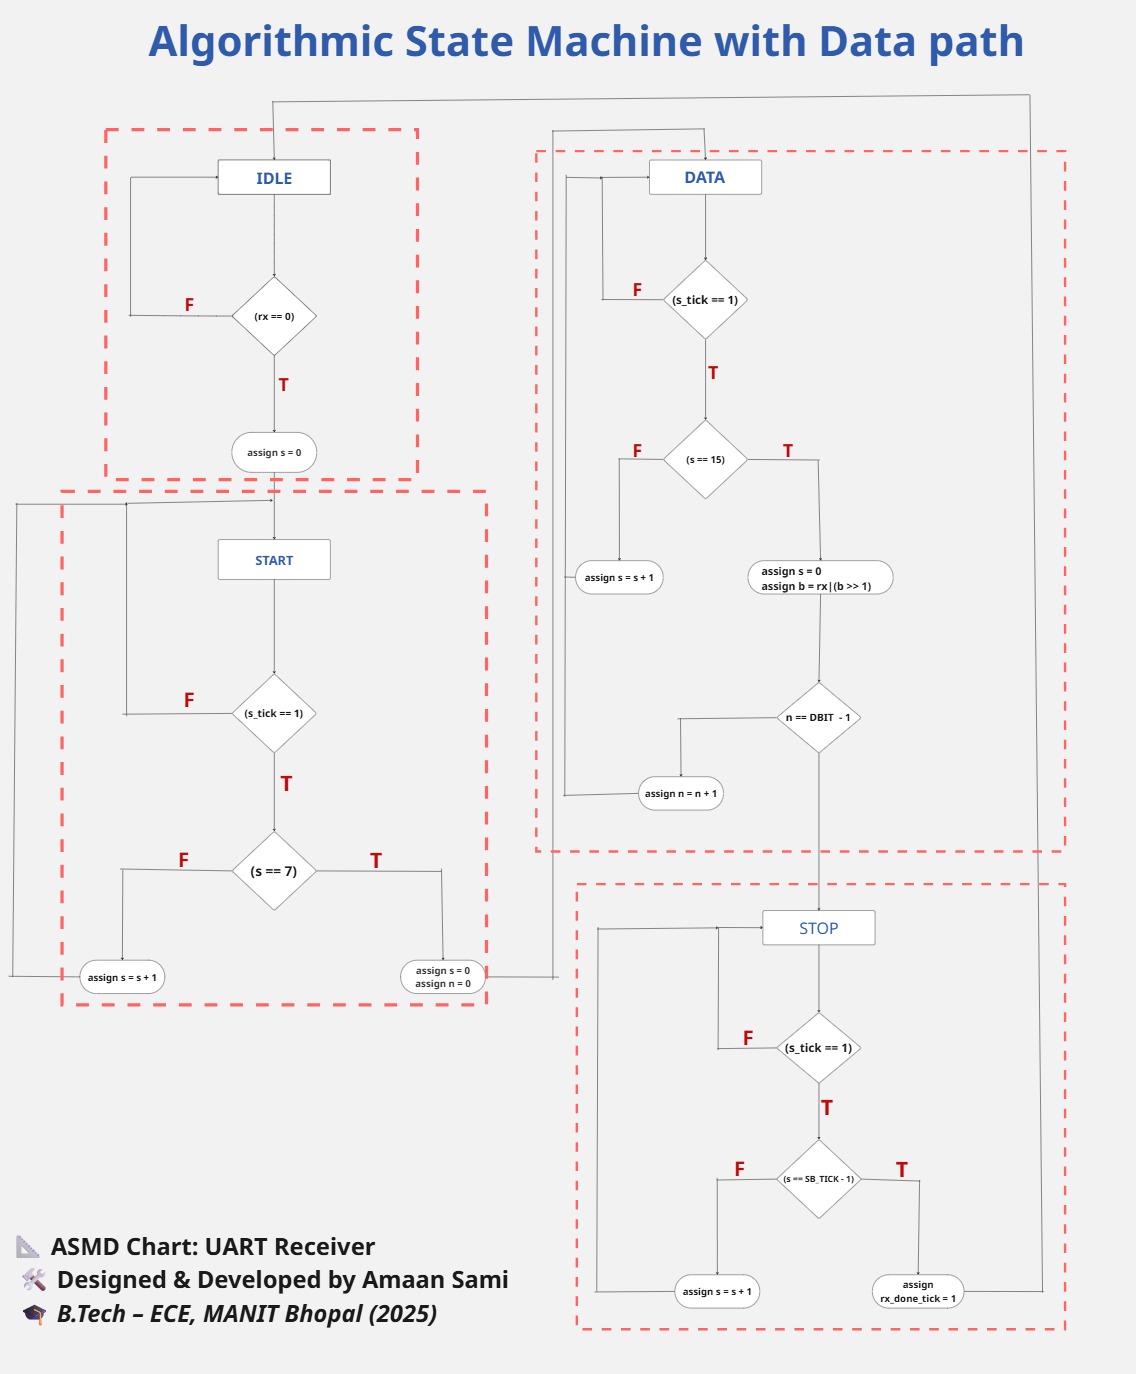 Algorithmic State Machine with Data path
IDLE
(rx == 0)
F
T
assign s = 0
START
(s_tick == 1)
F
T
(s == 7)
F
T
assign s = s + 1
assign s = 0
assign n = 0
DATA
(s_tick == 1)
F
T
(s == 15)
F
T
assign s = s + 1
assign s = 0
assign b = rx|(b >> 1)
n == DBIT - 1
assign n = n + 1
STOP
(s_tick == 1)
F
T
(s == SB_TICK - 1)
F
T
assign s = s + 1
assign
rx_done_tick = 1
📐 ASMD Chart: UART Receiver
🛠️ Designed & Developed by Amaan Sami
🎓 B.Tech – ECE, MANIT Bhopal (2025)